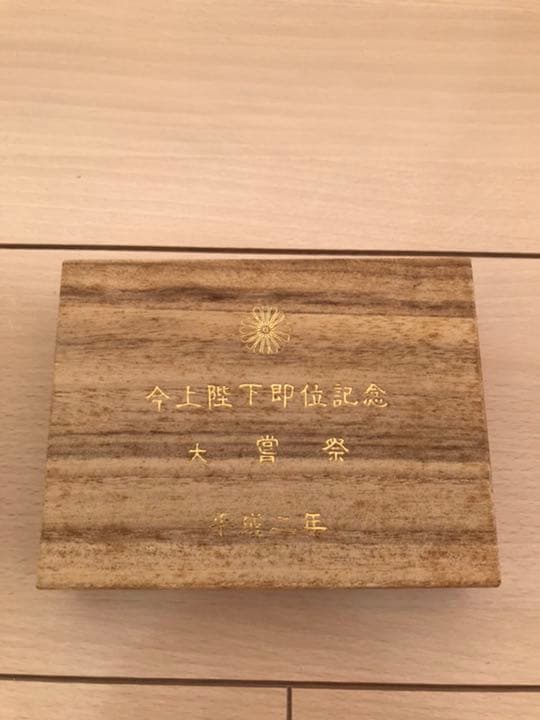 今上陛下即位記念
大嘗祭
平成二年